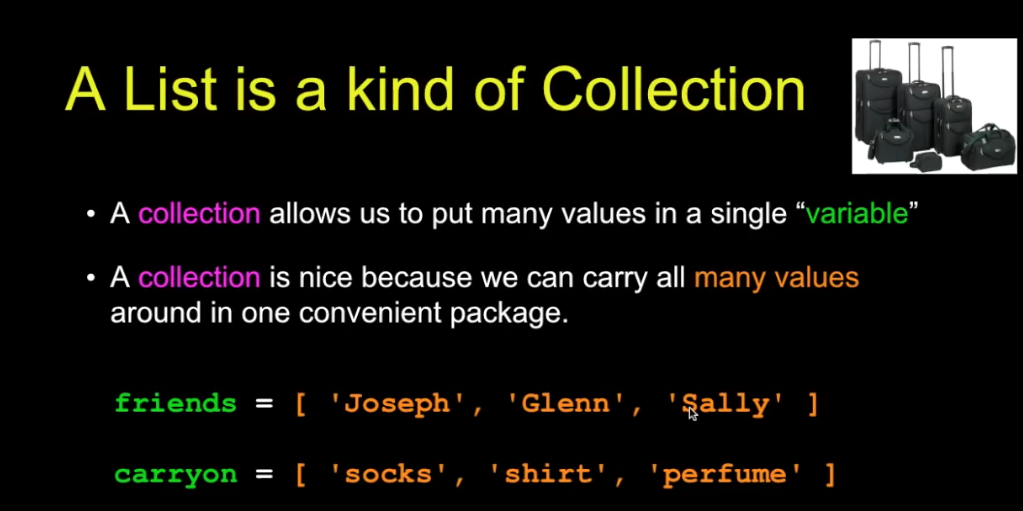 A List is a kind of Collection
• A collection allows us to put many values in a single “variable”
• A collection is nice because we can carry all many values
around in one convenient package.
friends = [ 'Joseph', 'Glenn', 'Sally' ]
carryon = [ 'socks', 'shirt', 'perfume' ]